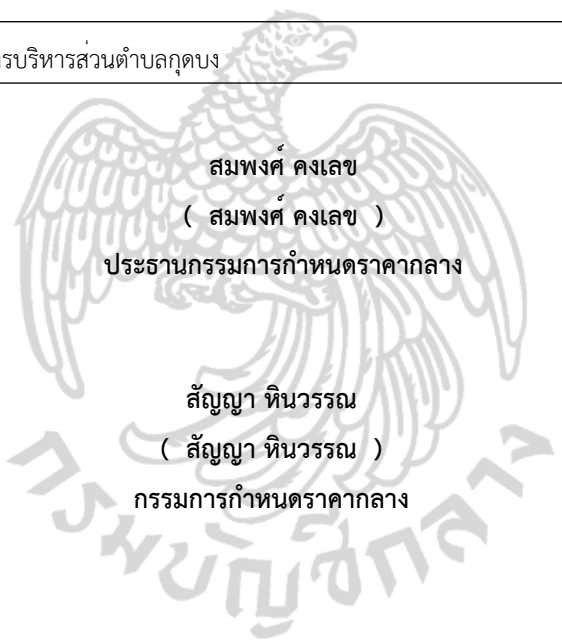 รบริหารส่วนตำบลกุดบง
สมพงศ์ คงเลข
( สมพงศ์ คงเลข )
ประธานกรรมการกำหนดราคากลาง
สัญญา หินวรรณ
( สัญญา หินวรรณ )
กรรมการกำหนดราคากลาง
กรมบัญชีกลาง